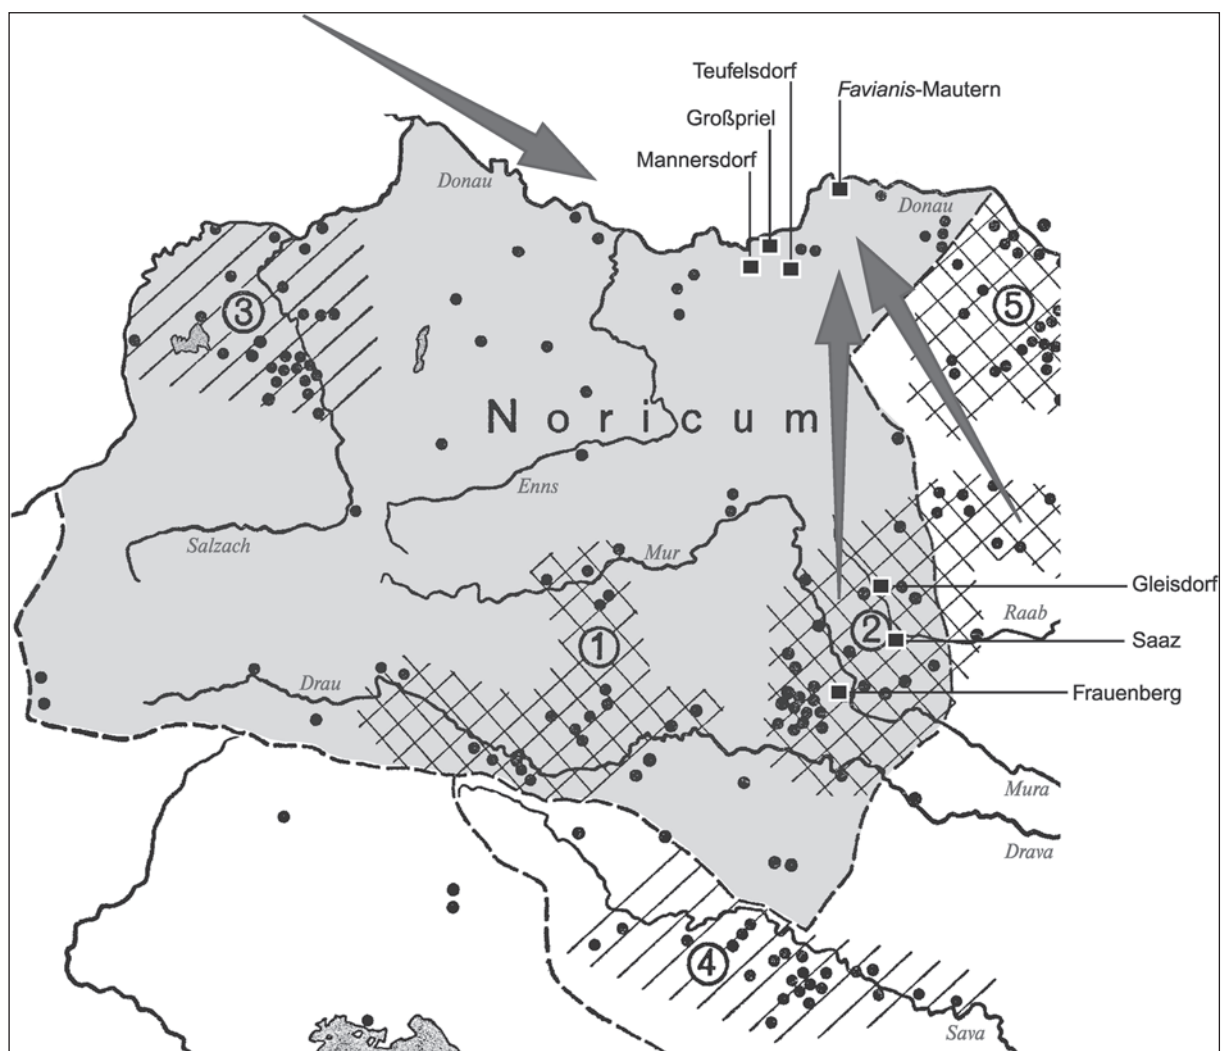 Teufelsdorf
Favianis-Mautern
Großpriel
Mannersdorf
Donau
Donau
3
5
Noricum
Enns
Salzach
Mur
Gleisdorf
Raab
2
1
Saaz
Drau
Frauenberg
Mura
Drava
4
Sava